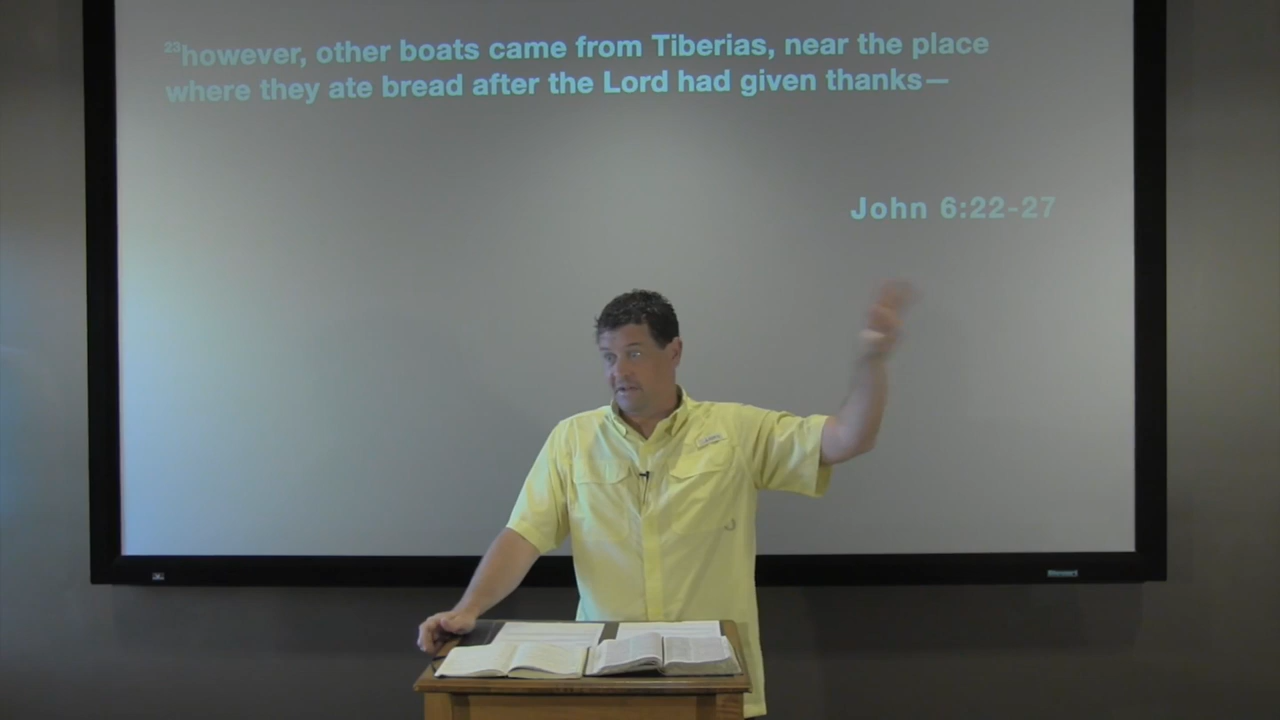 23however, other boats came from Tiberias, near the place
where they ate bread after the Lord had given thanks—
John 6:22-27
Stewart